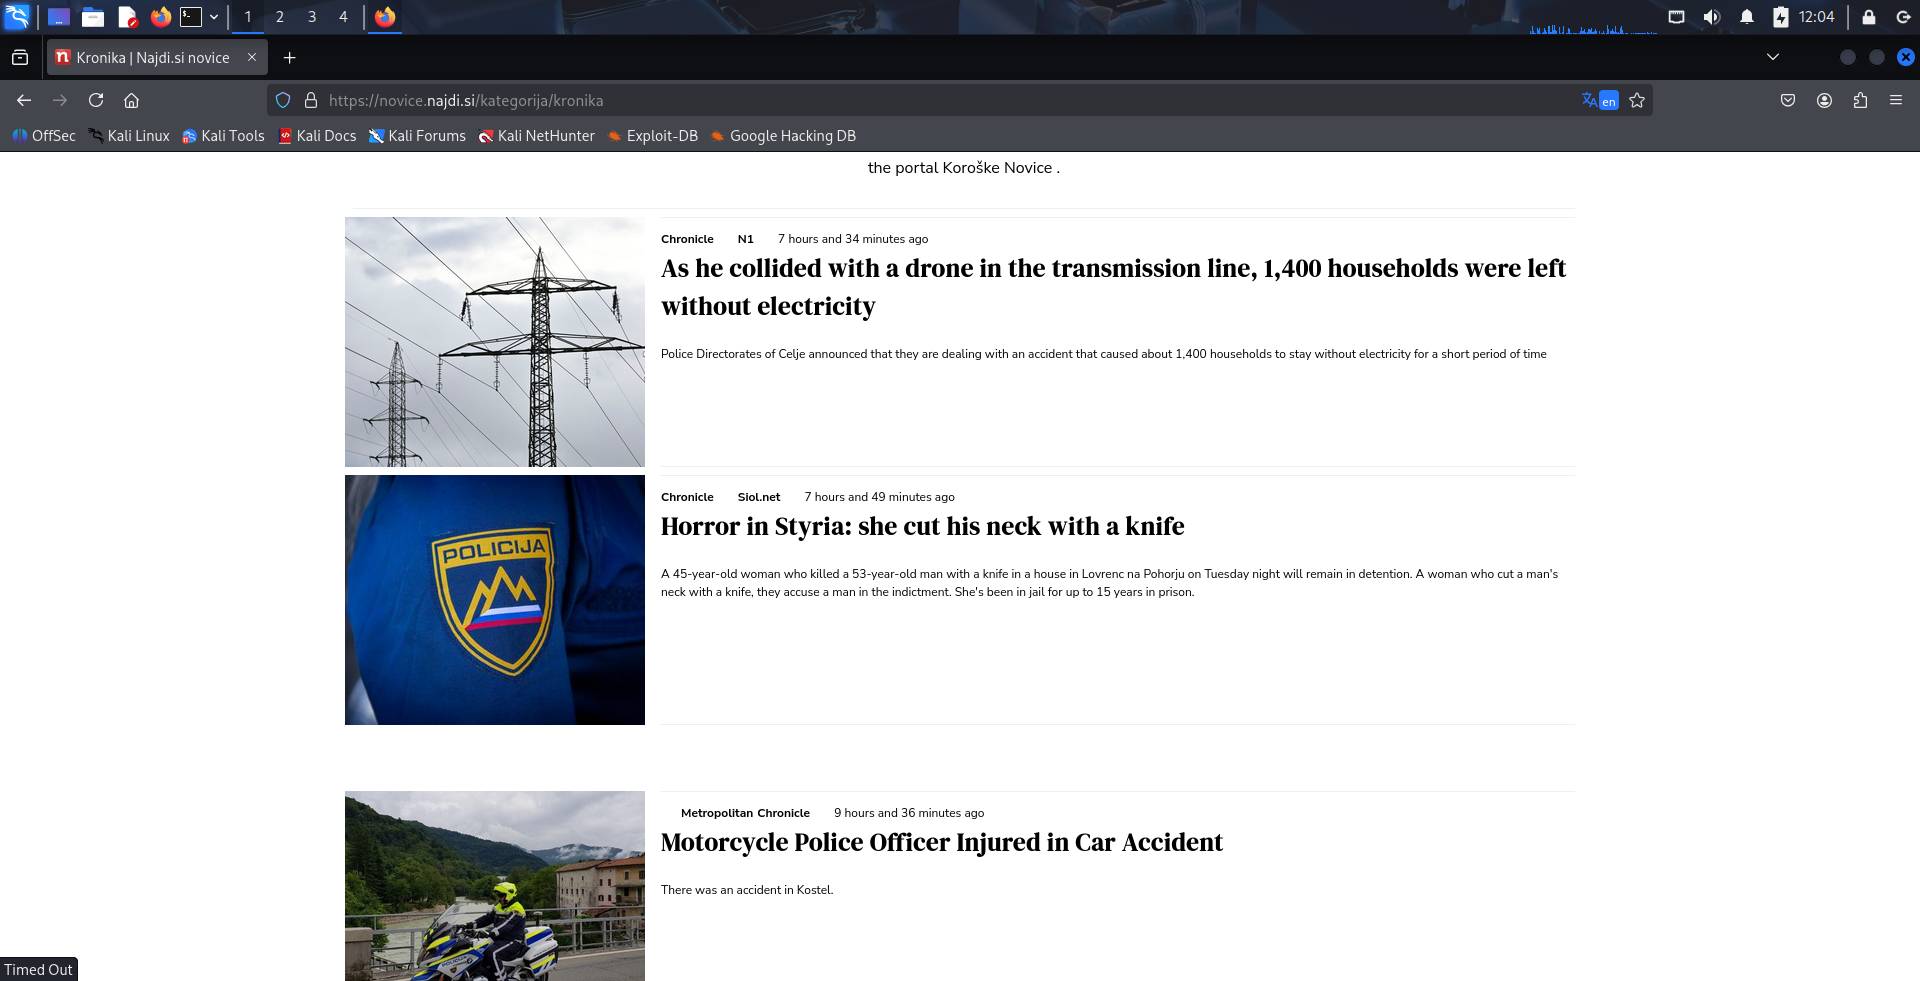 1 2 3 4
12:04
Kronika | Najdi.si novice
https://novice.najdi.si/kategorija/kronika
en
OffSec Kali Linux Kali Tools Kali Docs Kali Forums Kali NetHunter Exploit-DB Google Hacking DB
the portal Koroške Novice .
Chronicle N1 7 hours and 34 minutes ago
As he collided with a drone in the transmission line, 1,400 households were left
without electricity
Police Directorates of Celje announced that they are dealing with an accident that caused about 1,400 households to stay without electricity for a short period of time
POLICIJA
Chronicle Siol.net 7 hours and 49 minutes ago
Horror in Styria: she cut his neck with a knife
A 45-year-old woman who killed a 53-year-old man with a knife in a house in Lovrenc na Pohorju on Tuesday night will remain in detention. A woman who cut a man's
neck with a knife, they accuse a man in the indictment. She's been in jail for up to 15 years in prison.
Metropolitan Chronicle 9 hours and 36 minutes ago
Motorcycle Police Officer Injured in Car Accident
There was an accident in Kostel.
POLICIJA
Timed Out